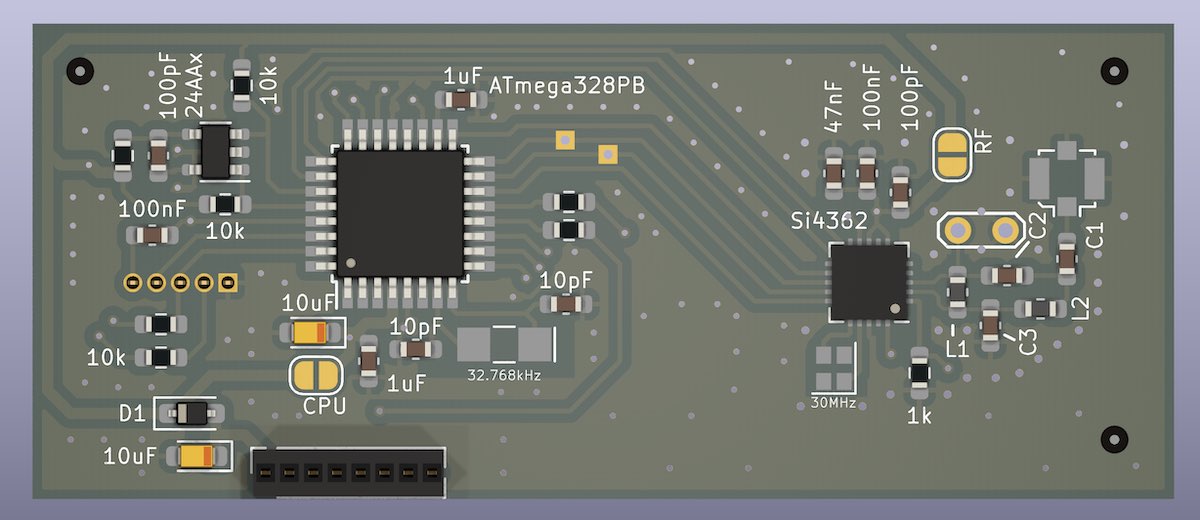 100pF
24AAx
10k
1uF
ATmega328PB
47nF
100nF
100pF
RF
100nF
10k
Si4362
C2
C1
10uF
10pF
10k
10pF
1uF
32.768kHz
CPU
L1
C3
L2
30MHz
1k
D1
10uF